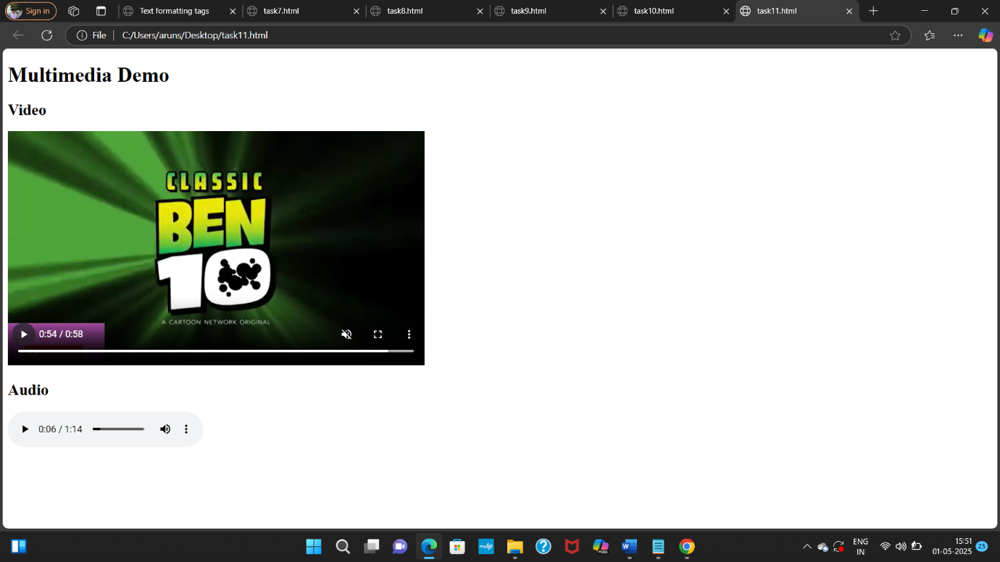 Sign in
Text formatting tags
task7.html
task8.html
task9.html
task10.html
task11.html
File
C:/Users/aruns/Desktop/task11.html
Multimedia Demo
Video
CLASSIC
BEN
10
A CARTOON NETWORK ORIGINAL
0:54 / 0:58
Audio
0:06 / 1:14
ENG
IN
15:51
01-05-2025
25